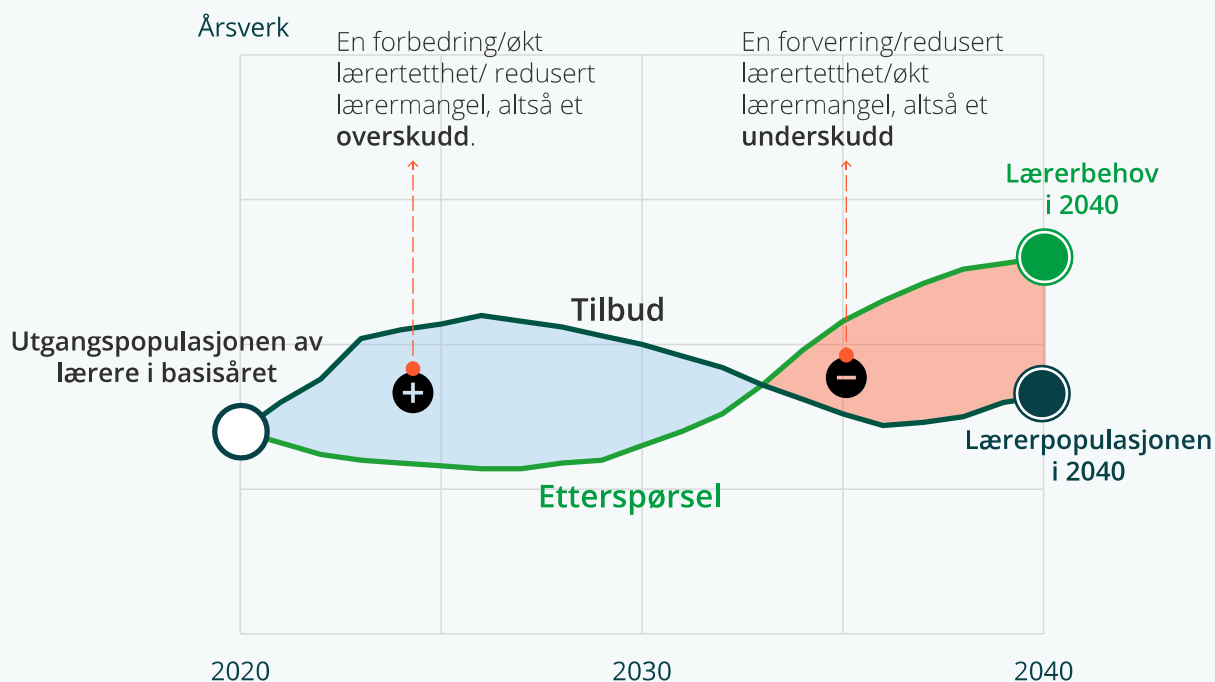 Årsverk
En forbedring/økt
lærertetthet/ redusert
lærermangel, altså et
overskudd.
En forverring/redusert
lærertetthet/økt
lærermangel, altså et
underskudd
Lærerbehov
i 2040
Tilbud
Utgangspopulasjonen av
lærere i basisåret
+
−
Lærerpopulasjonen
i 2040
Etterspørsel
2020
2030
2040